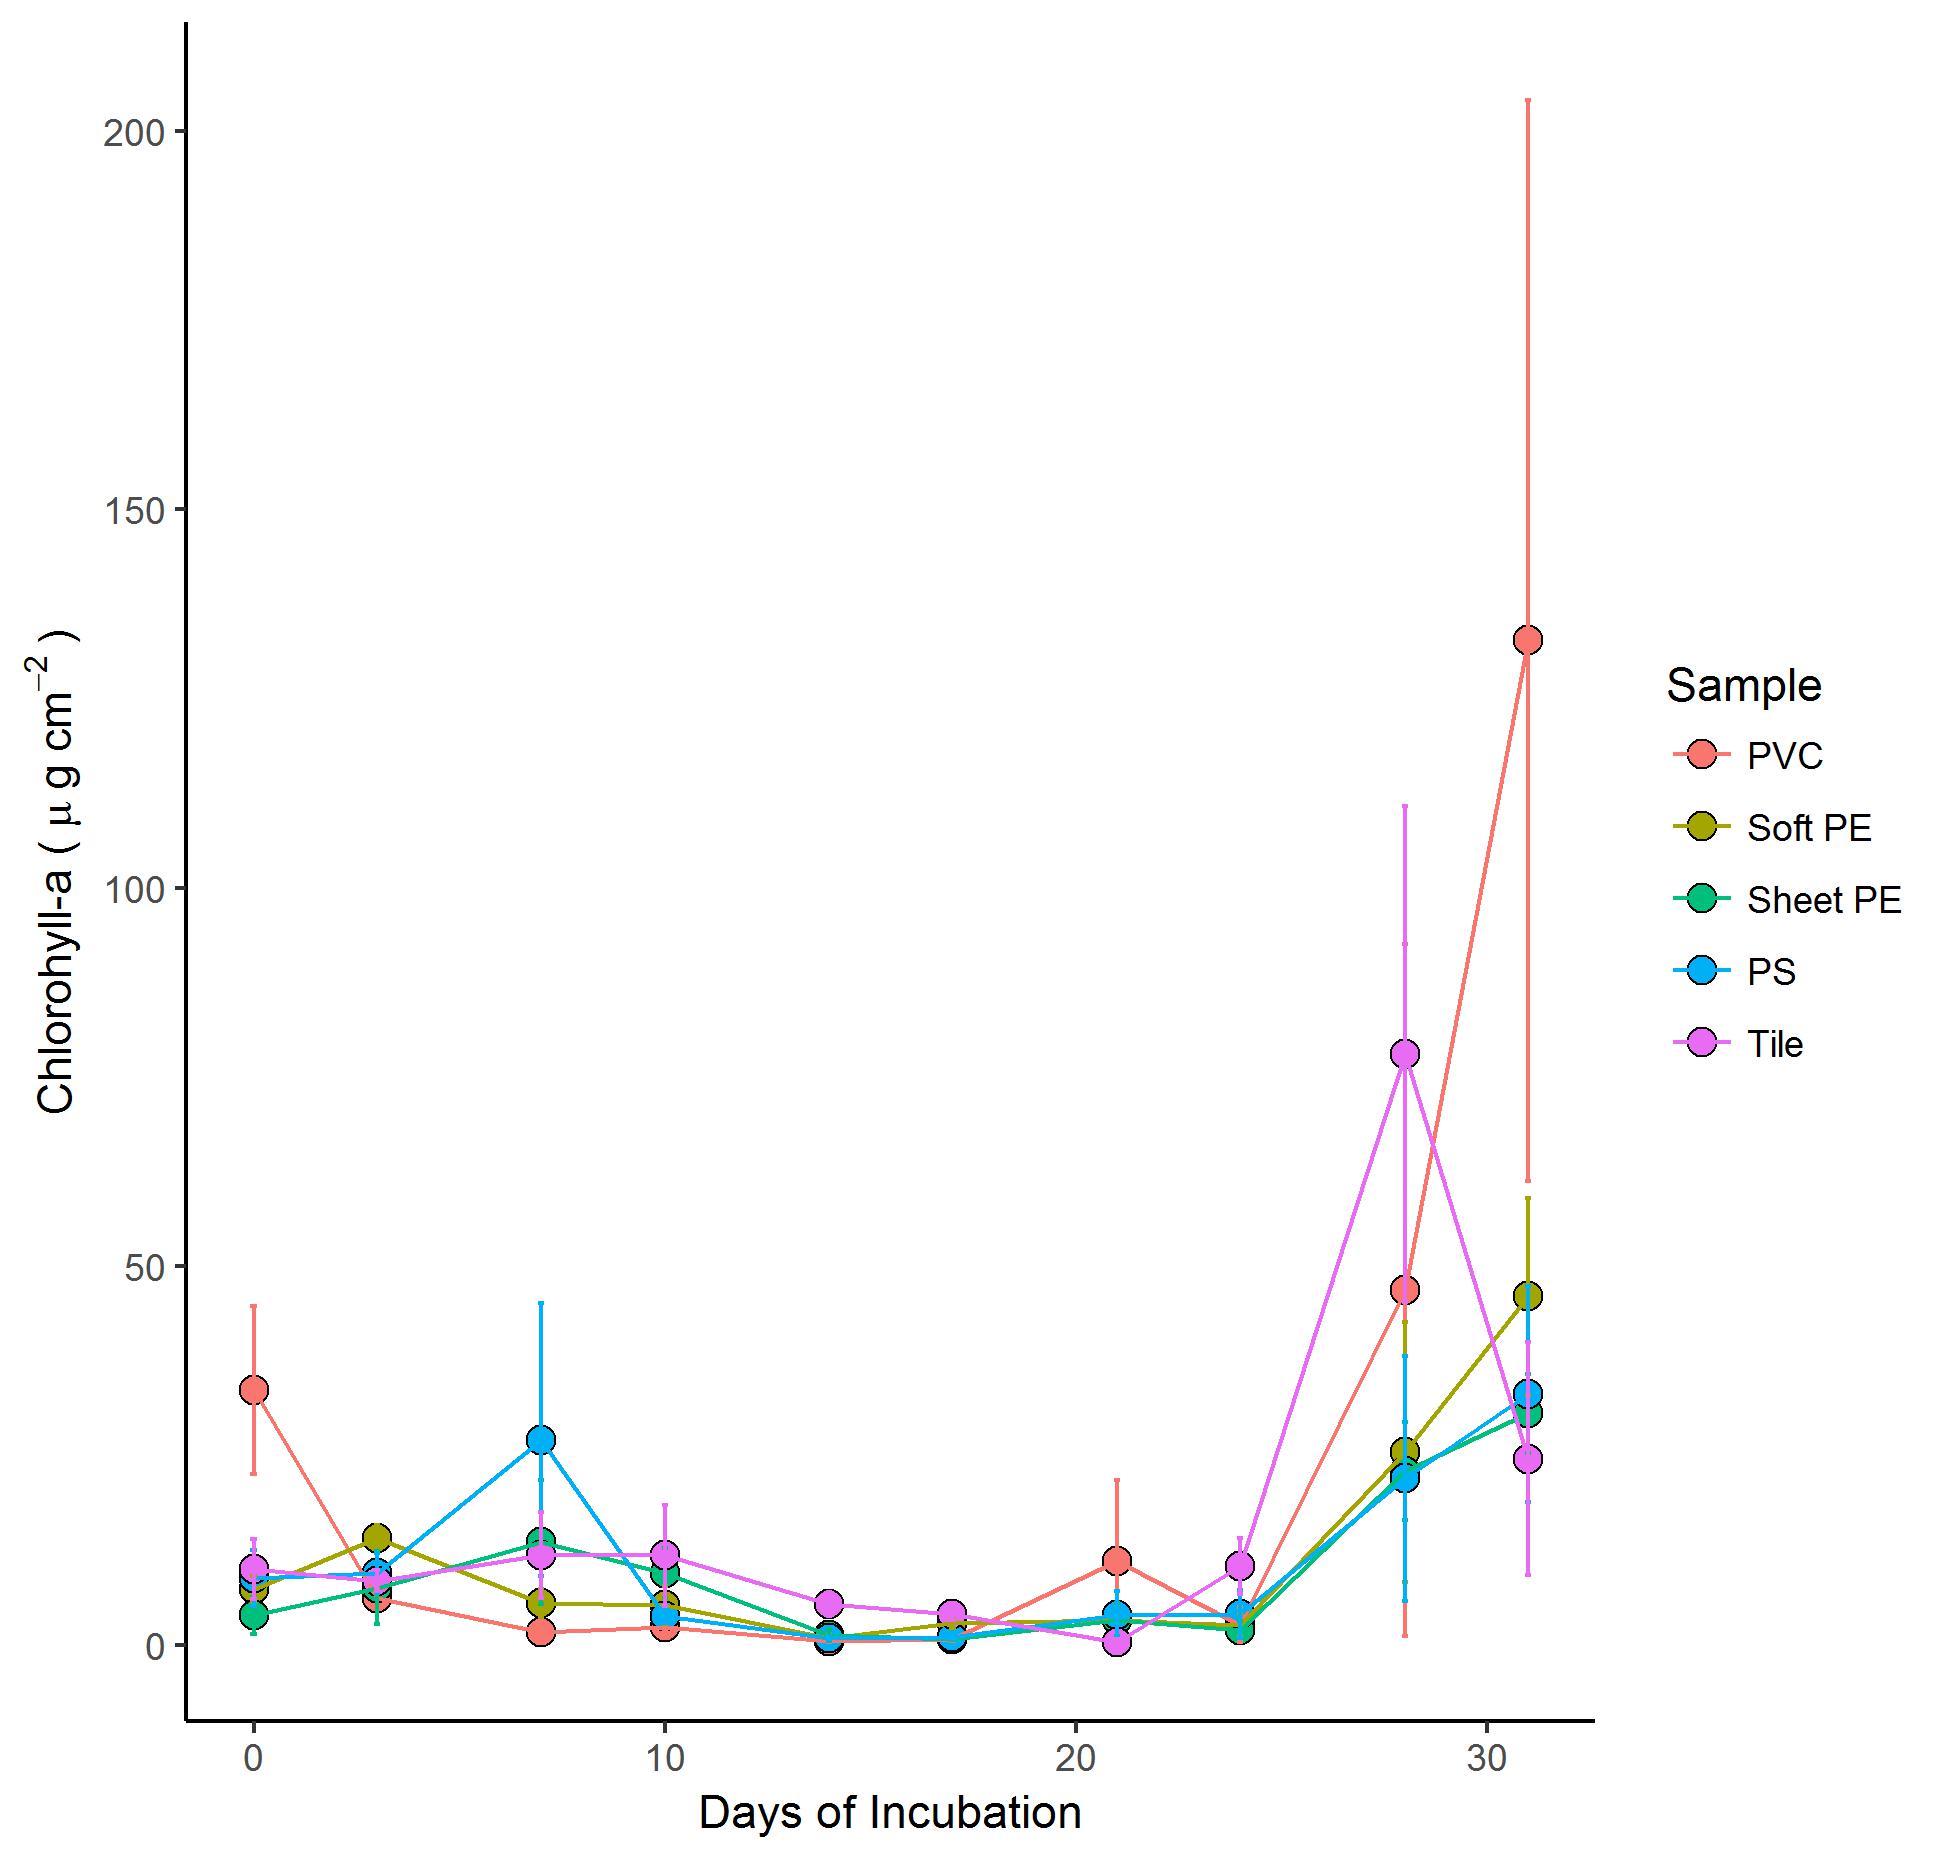 200
150
100
50
0
Chlorohyll-a ( μ g cm⁻² )
0 10 20 30
Days of Incubation
Sample
PVC
Soft PE
Sheet PE
PS
Tile